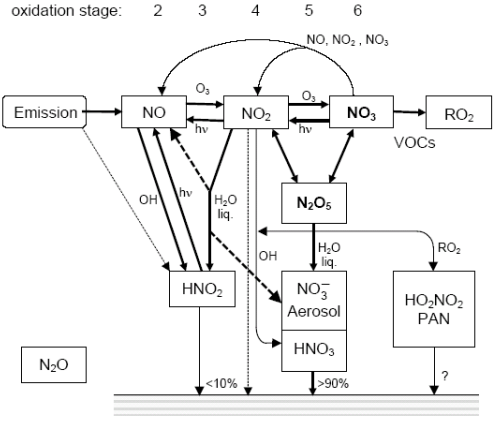 oxidation stage: 2 3 4 5 6
NO, NO2 , NO3
O3 O3
Emission NO NO2 NO3 RO2
hν hν
VOCs
OH hν H2O
liq.
N2O5
OH H2O
liq.
RO2
HNO2 NO3−
Aerosol
HO2NO2
PAN
HNO3
N2O
<10% >90% ?